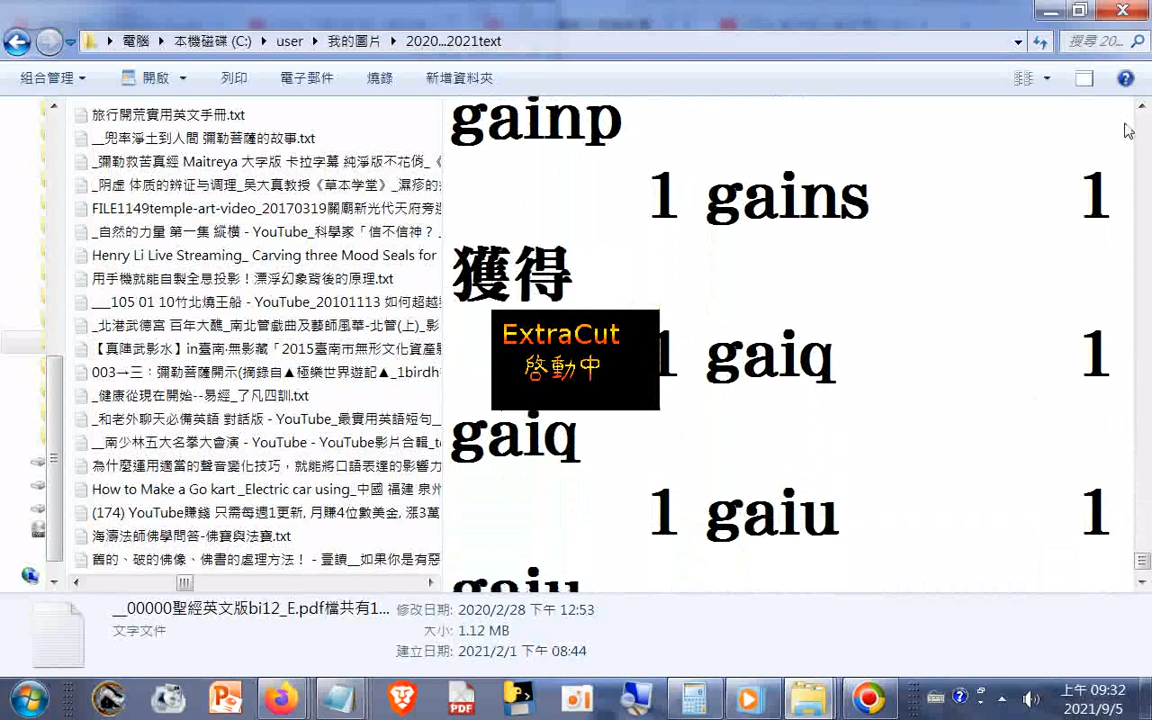 電腦 本機磁碟 (C:) user 我的圖片 2020...2021text
搜尋 20...
組合管理 開啟 列印 電子郵件 燒錄 新增資料夾
旅行開荒實用英文手冊.txt
__兜率淨土到人間 彌勒菩薩的故事.txt
_彌勒救苦真經 Maitreya 大字版 卡拉字幕 純淨版不花俏_《
_阴虚 体质的辨证与调理_吴大真教授《草本学堂》_濕疹的
FILE1149temple-art-video_20170319關廟新光代天府旁
_自然的力量 第一集 縱橫 - YouTube_科學家「信不信神？」
Henry Li Live Streaming_ Carving three Mood Seals for
用手機就能自製全息投影！漂浮幻象背後的原理.txt
___105 01 10竹北燒王船 - YouTube_20101113 如何超越
_北港武德宮 百年大醮_南北管戲曲及藝師風華-北管(上)_影
【真陣武影水】in臺南·無影藏「2015臺南市無形文化資產
003→三：彌勒菩薩開示(摘錄自▲極樂世界遊記▲_1birdh
_健康從現在開始--易經_了凡四訓.txt
_和老外聊天必備英語 對話版 - YouTube_最實用英語短句_
__南少林五大名拳大會演 - YouTube - YouTube影片合輯_t
為什麼運用適當的聲音變化技巧，就能將口語表達的影響力
How to Make a Go kart _Electric car using_中國 福建 泉州
(174) YouTube賺錢 只需每週1更新, 月賺4位數美金, 漲3萬
海濤法師佛學問答-佛寶與法寶.txt
舊的、破的佛像、佛書的處理方法！ - 壹讀__如果你是有惡
gainp
1 gains 1
獲得
1 gaiq 1
gaiq
1 gaiu 1
gaiu
ExtraCut
啓動中
__00000聖經英文版bi12_E.pdf檔共有1... 修改日期: 2020/2/28 下午 12:53
文字文件 大小: 1.12 MB
建立日期: 2021/2/1 下午 08:44
PDF
上午 09:32
2021/9/5